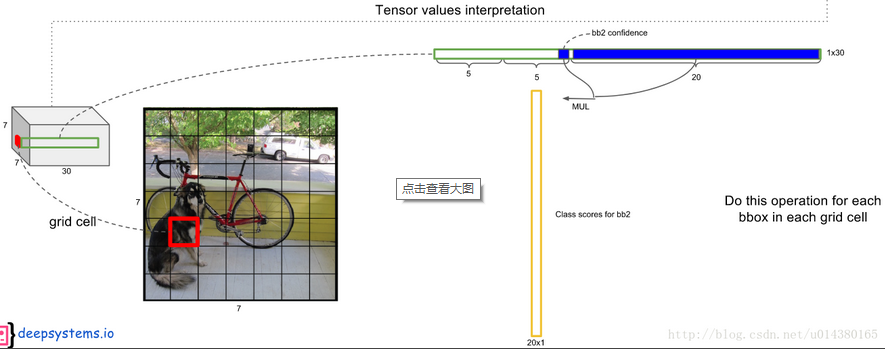 Tensor values interpretation
bb2 confidence
1x30
5
5
20
MUL
7
7
30
grid cell
7
7
点击查看大图
Class scores for bb2
20x1
Do this operation for each
bbox in each grid cell
deepsystems.io
http://blog.csdn.net/u014380165